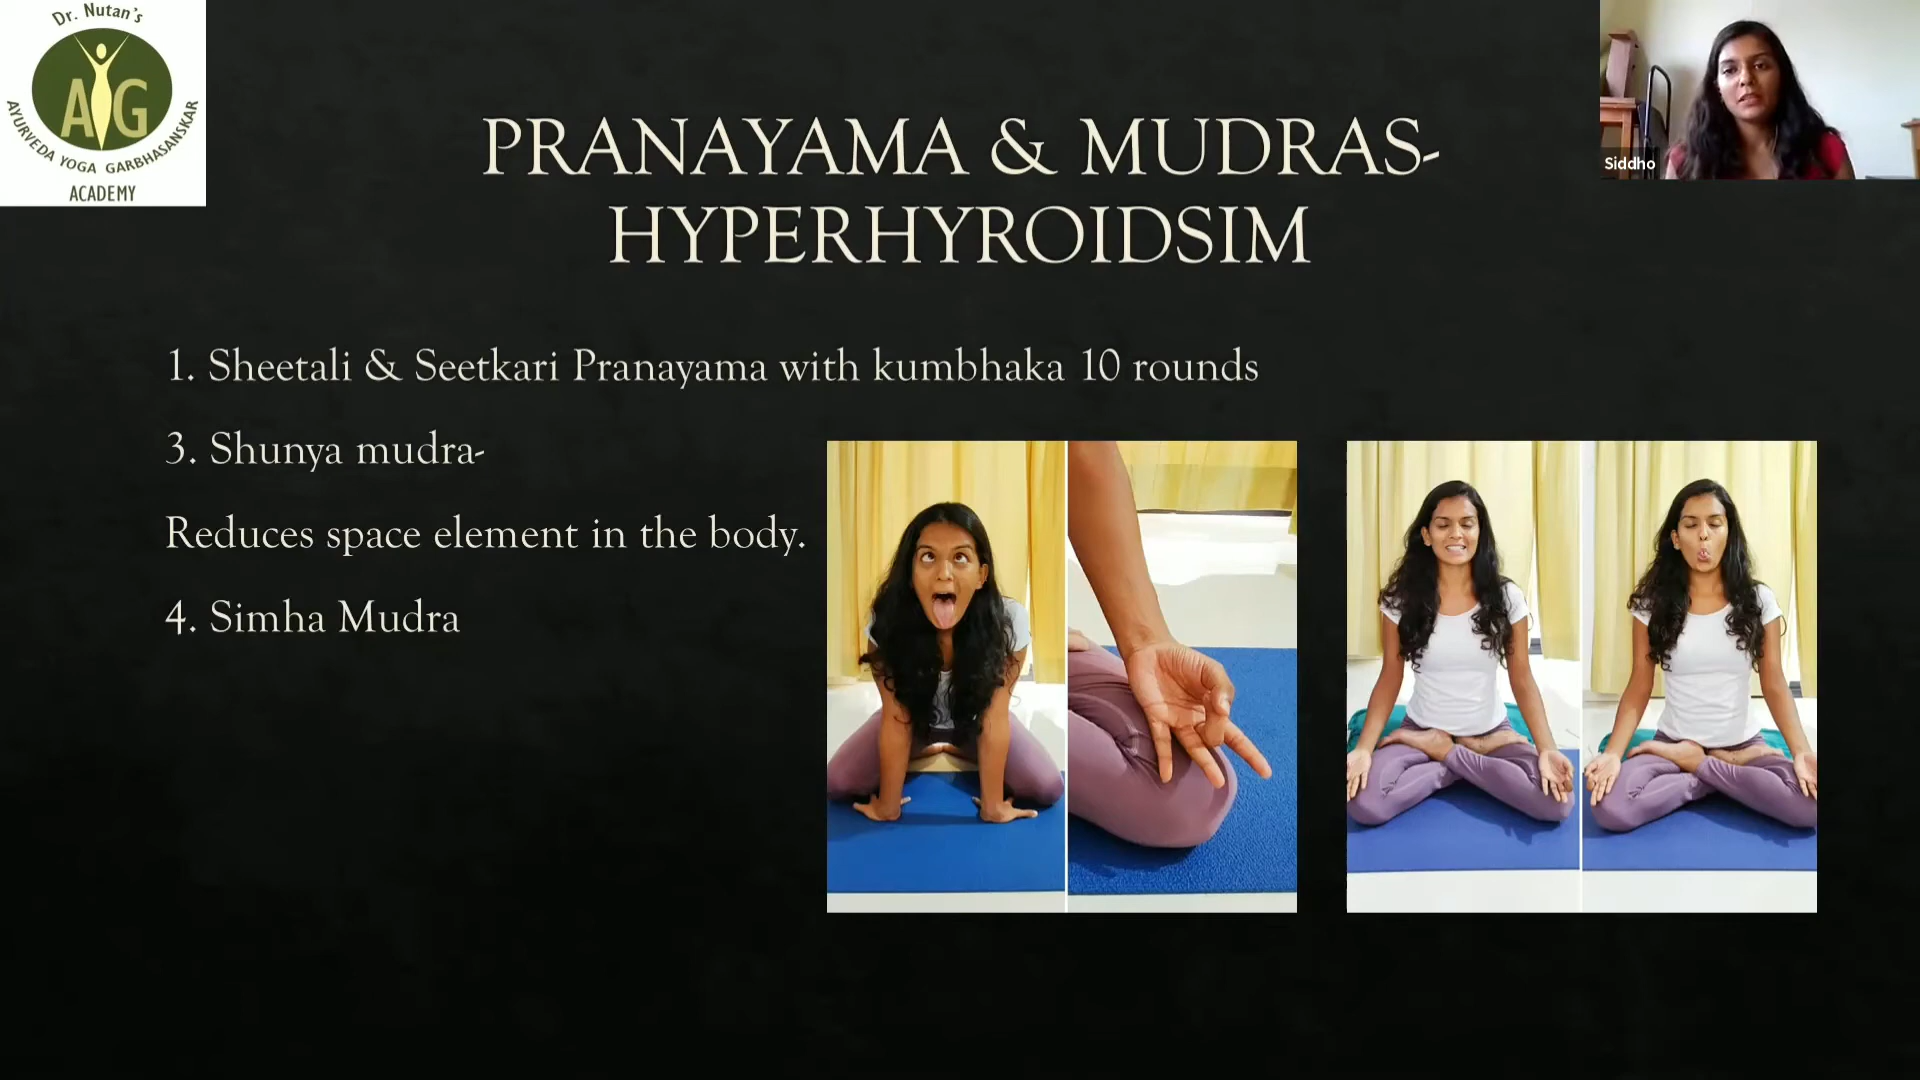 Dr. Nutan's
AYG
AYURVEDA YOGA GARBHASANSKAR
ACADEMY
Siddho
PRANAYAMA & MUDRAS-
HYPERHYROIDSIM
1. Sheetali & Seetkari Pranayama with kumbhaka 10 rounds
3. Shunya mudra-
Reduces space element in the body.
4. Simha Mudra